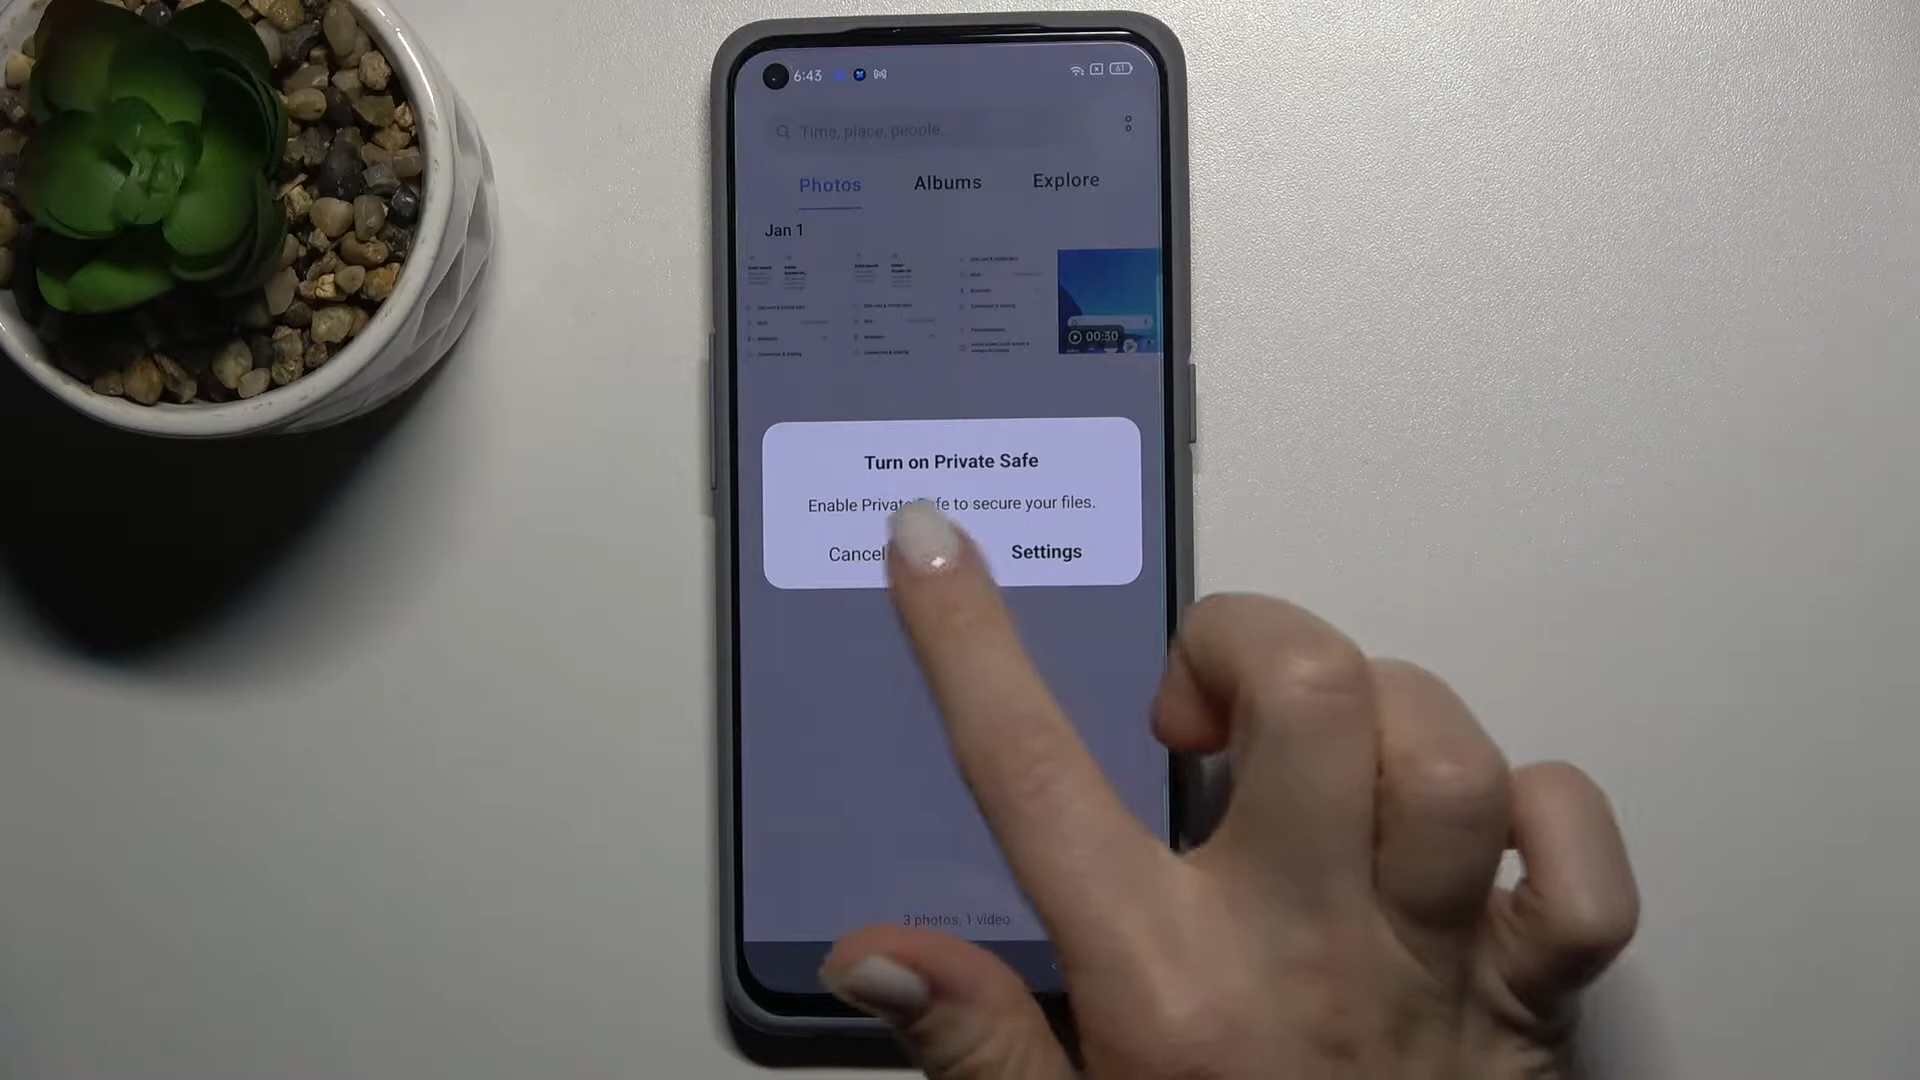 6:43
61
Time, place, people...
Photos Albums Explore
Jan 1
00:30
Turn on Private Safe
Enable Private Safe to secure your files.
Cancel Settings
3 photos, 1 video